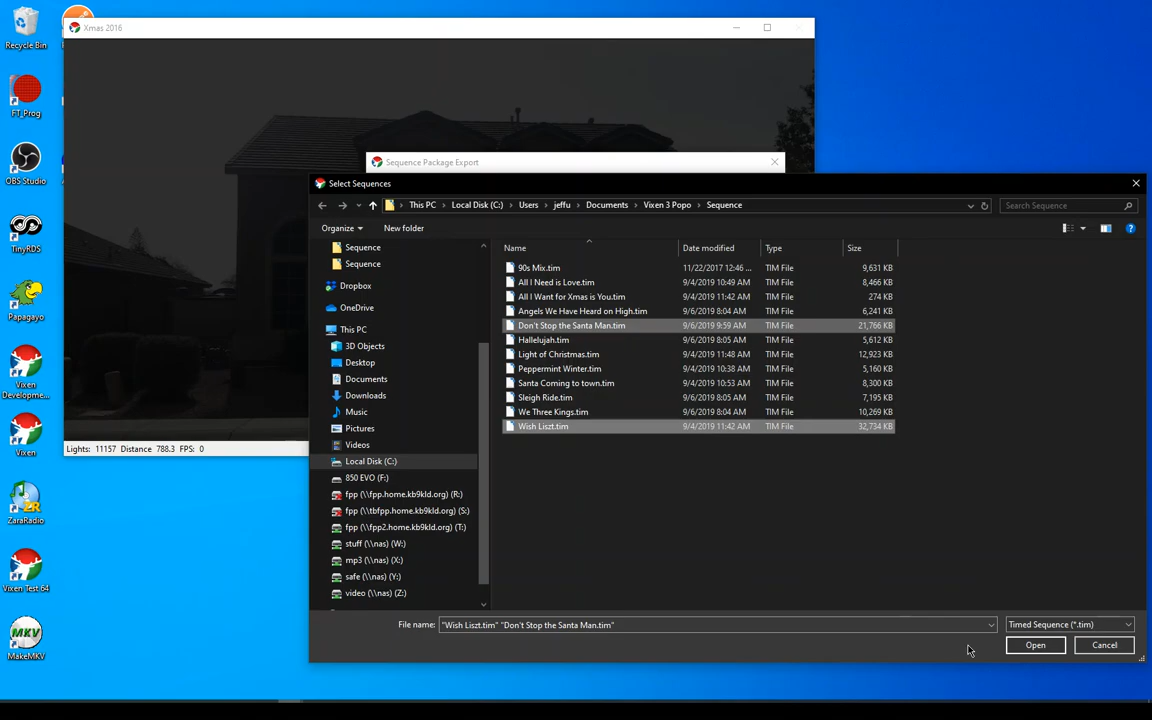 Recycle Bin
FT_Prog
OBS Studio
TinyRDS
Papagayo
Vixen
Developme...
Vixen
ZaraRadio
Vixen Test 64
MakeMKV
Xmas 2016
Lights: 11157 Distance 788.3 FPS: 0
Sequence Package Export
Select Sequences
This PC
Local Disk (C:)
Users
jeffu
Documents
Vixen 3 Popo
Sequence
Search Sequence
Organize
New folder
Sequence
Sequence
Dropbox
OneDrive
This PC
3D Objects
Desktop
Documents
Downloads
Music
Pictures
Videos
Local Disk (C:)
850 EVO (F:)
fpp (\\fpp.home.kb9kld.org) (R:)
fpp (\\tbfpp.home.kb9kld.org) (S:)
fpp (\\fpp2.home.kb9kld.org) (T:)
stuff (\\nas) (W:)
mp3 (\\nas) (X:)
safe (\\nas) (Y:)
video (\\nas) (Z:)
Name Date modified Type Size
90s Mix.tim 11/22/2017 12:46 ... TIM File 9,631 KB
All I Need is Love.tim 9/4/2019 10:49 AM TIM File 8,466 KB
All I Want for Xmas is You.tim 9/4/2019 11:42 AM TIM File 274 KB
Angels We Have Heard on High.tim 9/6/2019 8:04 AM TIM File 6,241 KB
Don't Stop the Santa Man.tim 9/6/2019 9:59 AM TIM File 21,766 KB
Hallelujah.tim 9/6/2019 8:05 AM TIM File 5,612 KB
Light of Christmas.tim 9/4/2019 11:48 AM TIM File 12,923 KB
Peppermint Winter.tim 9/4/2019 10:38 AM TIM File 5,160 KB
Santa Coming to town.tim 9/4/2019 10:53 AM TIM File 8,300 KB
Sleigh Ride.tim 9/6/2019 8:05 AM TIM File 7,195 KB
We Three Kings.tim 9/6/2019 8:04 AM TIM File 10,269 KB
Wish Liszt.tim 9/4/2019 11:42 AM TIM File 32,734 KB
File name: "Wish Liszt.tim" "Don't Stop the Santa Man.tim"
Timed Sequence (*.tim)
Open
Cancel